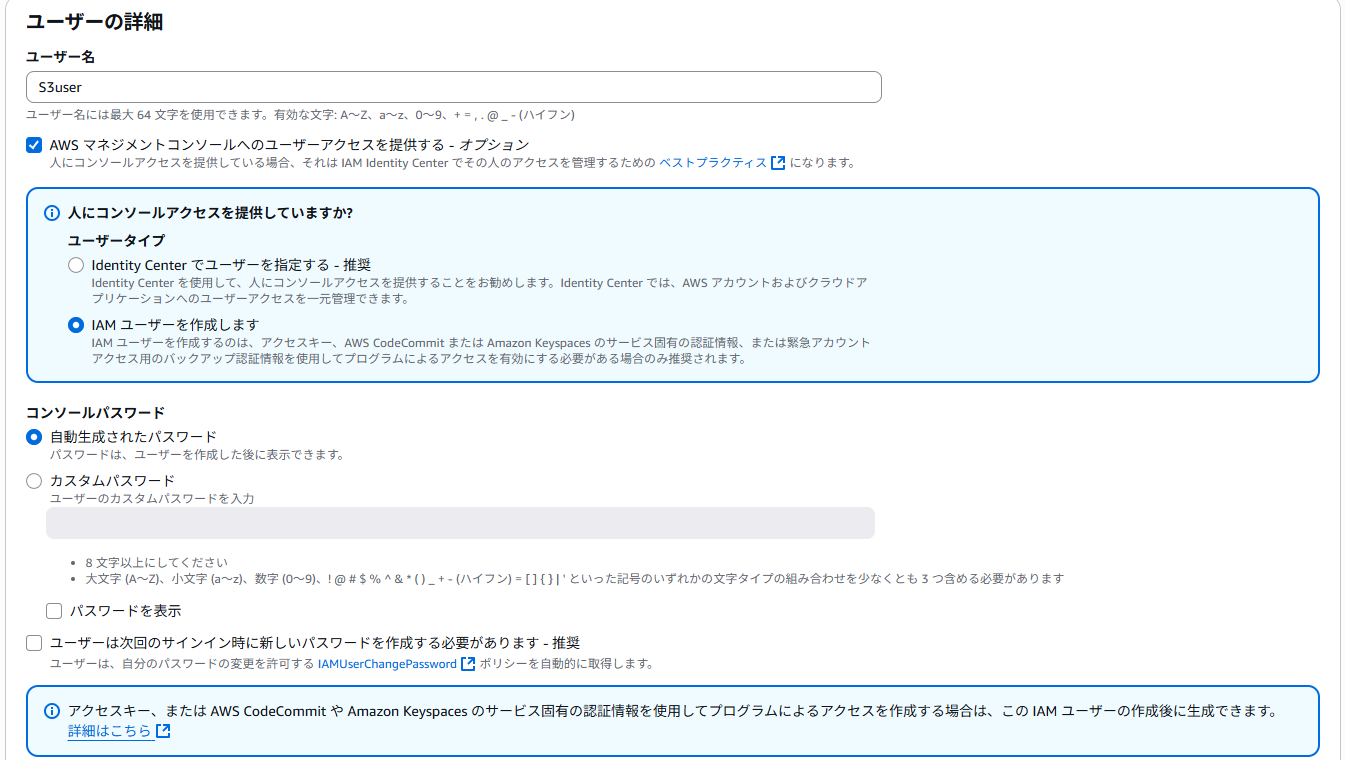 ユーザーの詳細
ユーザー名
S3user
ユーザー名には最大 64 文字を使用できます。有効な文字: A～Z、a～z、0～9、+ = , . @ _ - (ハイフン)
AWS マネジメントコンソールへのユーザーアクセスを提供する - オプション
人にコンソールアクセスを提供している場合、それは IAM Identity Center でその人のアクセスを管理するための ベストプラクティス になります。
人にコンソールアクセスを提供していますか?
ユーザータイプ
Identity Center でユーザーを指定する - 推奨
Identity Center を使用して、人にコンソールアクセスを提供することをお勧めします。Identity Center では、AWS アカウントおよびクラウドア
プリケーションへのユーザーアクセスを一元管理できます。
IAM ユーザーを作成します
IAM ユーザーを作成するのは、アクセスキー、AWS CodeCommit または Amazon Keyspaces のサービス固有の認証情報、または緊急アカウント
アクセス用のバックアップ認証情報を使用してプログラムによるアクセスを有効にする必要がある場合のみ推奨されます。
コンソールパスワード
自動生成されたパスワード
パスワードは、ユーザーを作成した後に表示できます。
カスタムパスワード
ユーザーのカスタムパスワードを入力
• 8 文字以上にしてください
• 大文字 (A～Z)、小文字 (a～z)、数字 (0～9)、! @ # $ % ^ & * ( ) _ + - (ハイフン) = [ ] { } | ' といった記号のいずれかの文字タイプの組み合わせを少なくとも 3 つ含める必要があります
パスワードを表示
ユーザーは次回のサインイン時に新しいパスワードを作成する必要があります - 推奨
ユーザーは、自分のパスワードの変更を許可する IAMUserChangePassword ポリシーを自動的に取得します。
アクセスキー、または AWS CodeCommit や Amazon Keyspaces のサービス固有の認証情報を使用してプログラムによるアクセスを作成する場合は、この IAM ユーザーの作成後に生成できます。
詳細はこちら